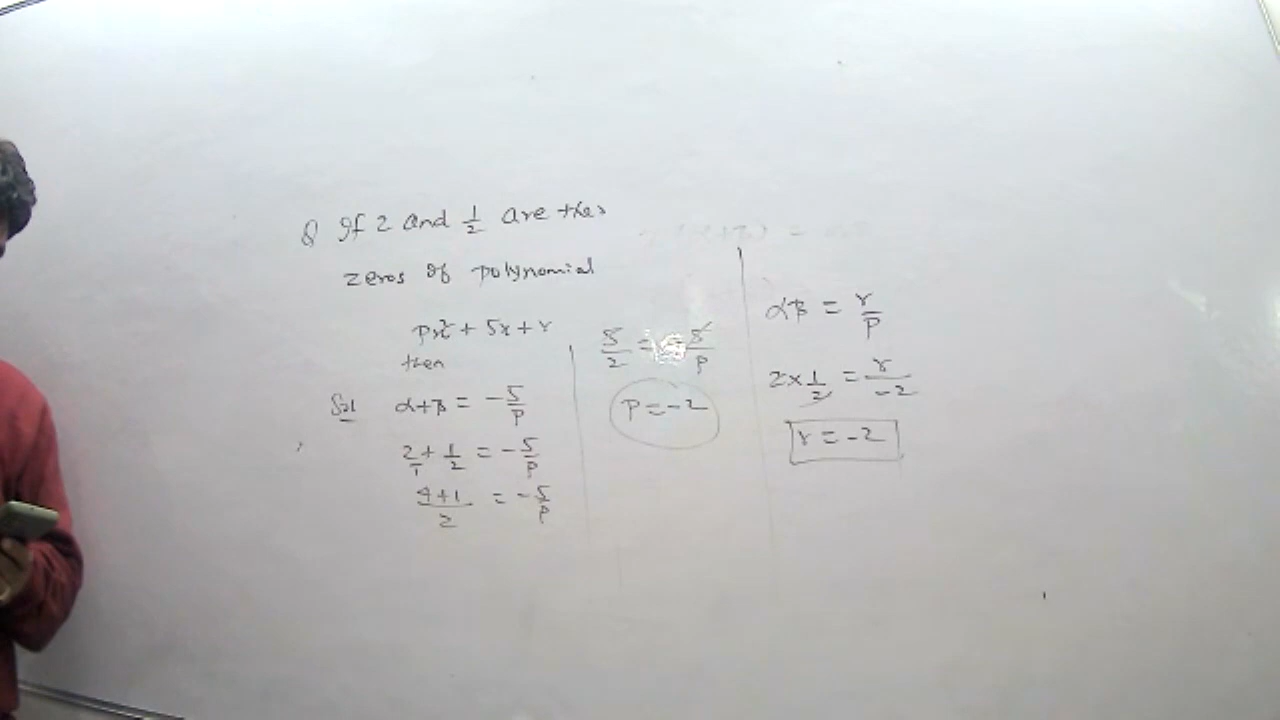 Q If 2 and 1/2 are the
zeros of polynomial
px² + 5x + r
then
Sol α+β = -5/p
2/1 + 1/2 = -5/p
4+1/2 = -5/p
5/2 = -5/p
P = -2
αβ = r/p
2×1/2 = r/-2
r = -2